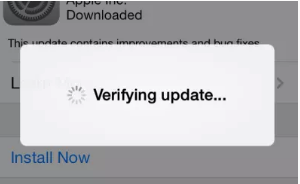 Apple Inc.
Downloaded
This update contains improvements and bug fixes
L
Verifying update...
Install Now